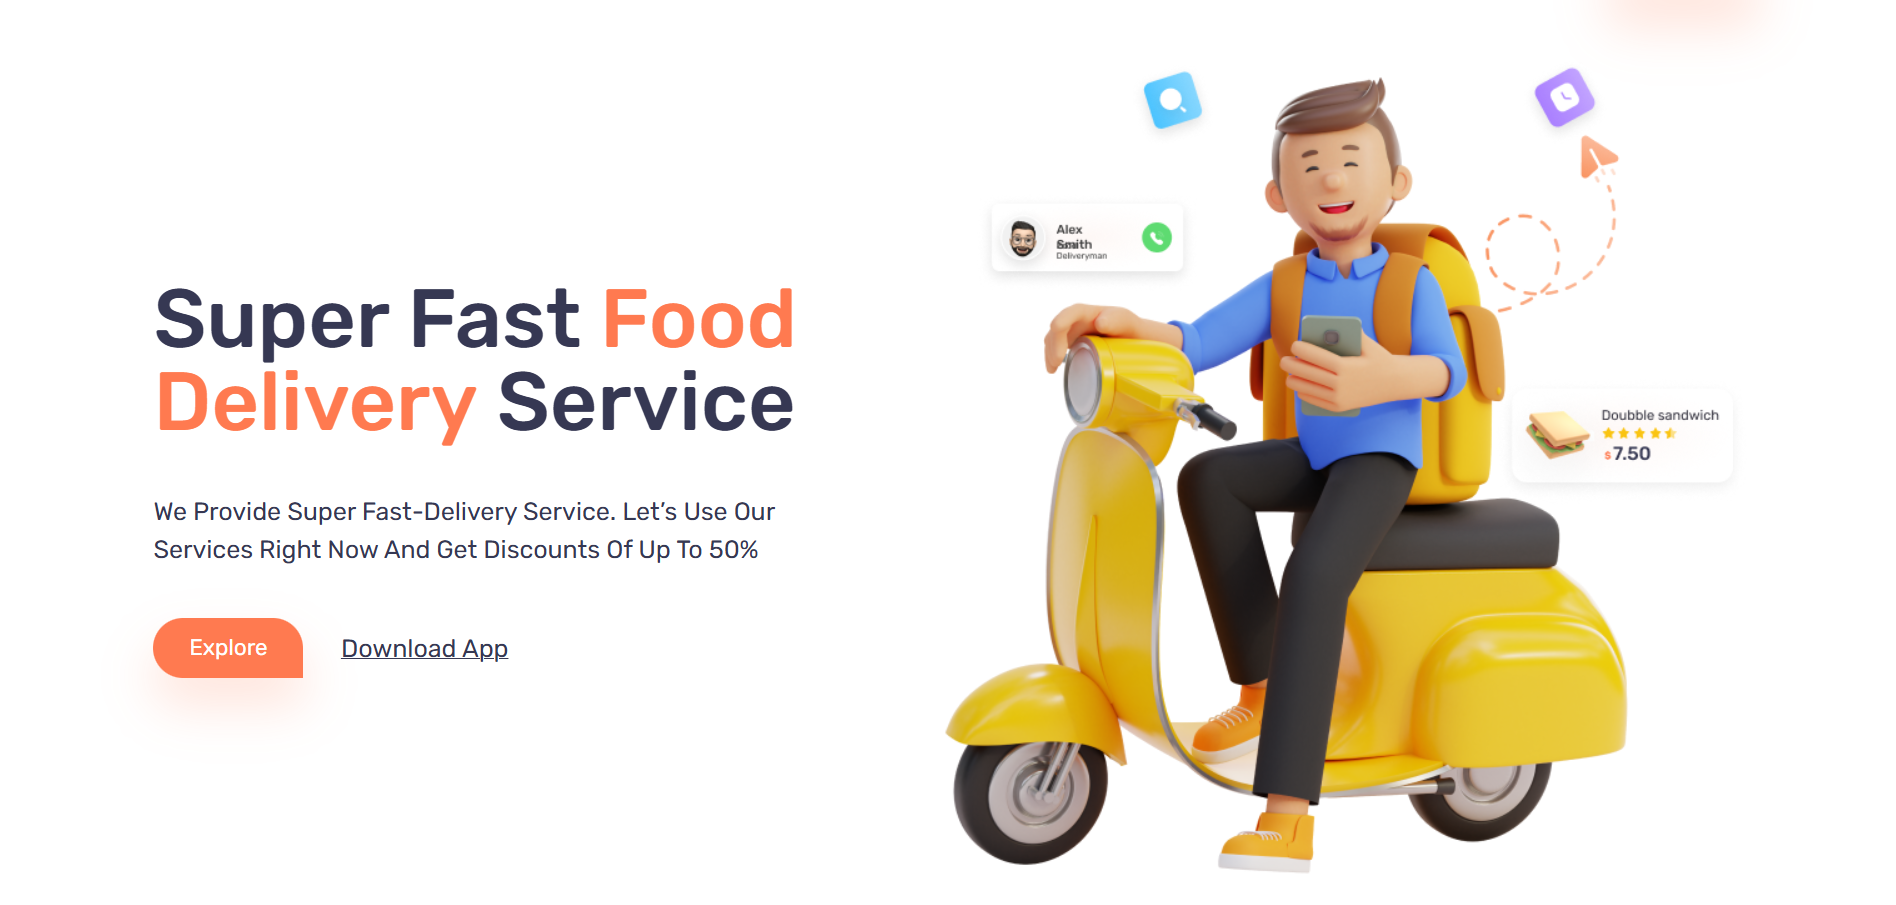 Super Fast Food
Delivery Service
We Provide Super Fast-Delivery Service. Let’s Use Our
Services Right Now And Get Discounts Of Up To 50%
Explore
Download App
Alex
Smith
Deliveryman
Doubble sandwich
$7.50